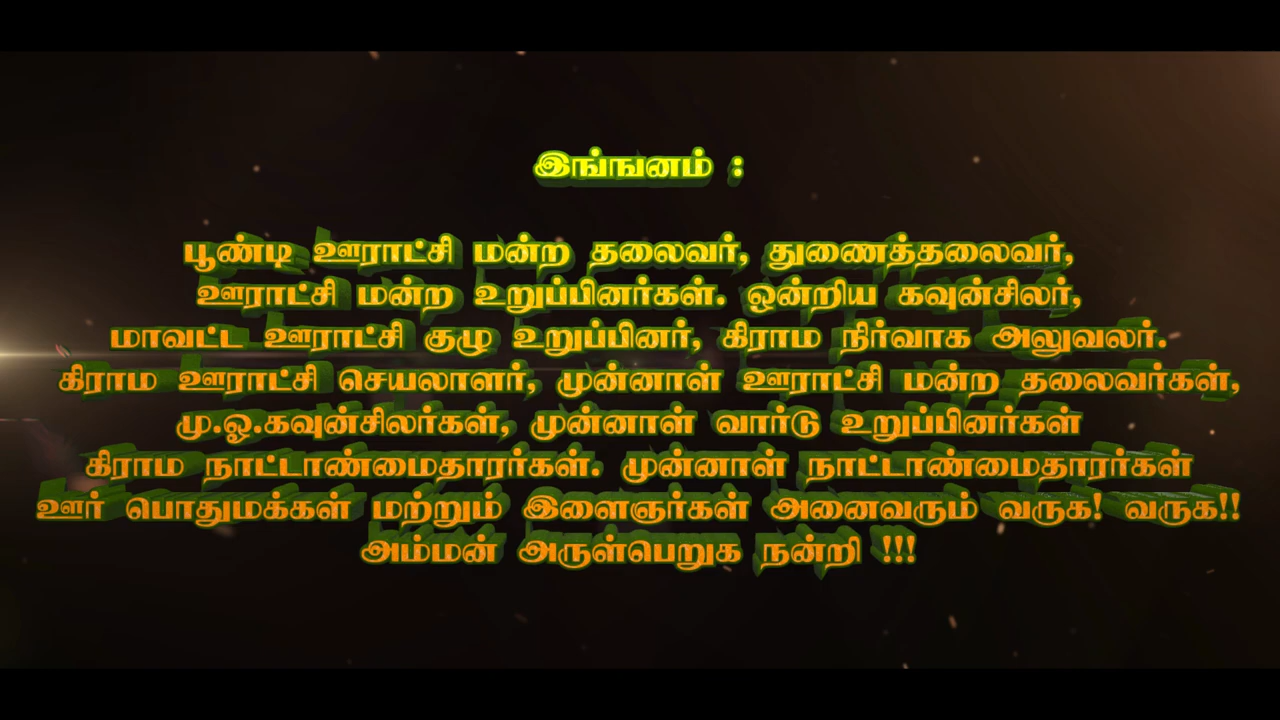 இங்ஙனம் :
பூண்டி ஊராட்சி மன்ற தலைவர், துணைத்தலைவர்,
ஊராட்சி மன்ற உறுப்பினர்கள். ஒன்றிய கவுன்சிலர்,
மாவட்ட ஊராட்சி குழு உறுப்பினர், கிராம நிர்வாக அலுவலர்.
கிராம ஊராட்சி செயலாளர், முன்னாள் ஊராட்சி மன்ற தலைவர்கள்,
மு.ஓ.கவுன்சிலர்கள், முன்னாள் வார்டு உறுப்பினர்கள்
கிராம நாட்டாண்மைதாரர்கள். முன்னாள் நாட்டாண்மைதாரர்கள்
ஊர் பொதுமக்கள் மற்றும் இளைஞர்கள் அனைவரும் வருக! வருக!!
அம்மன் அருள்பெறுக நன்றி !!!